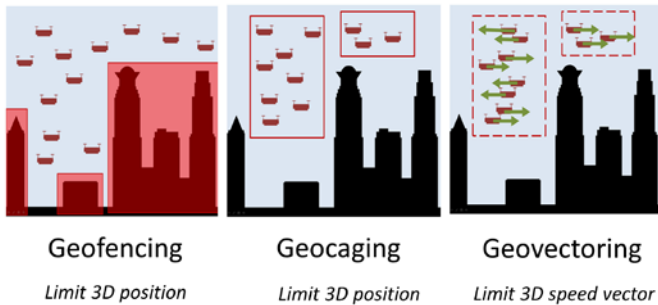 Geofencing
Geocaging
Geovectoring
Limit 3D position
Limit 3D position
Limit 3D speed vector